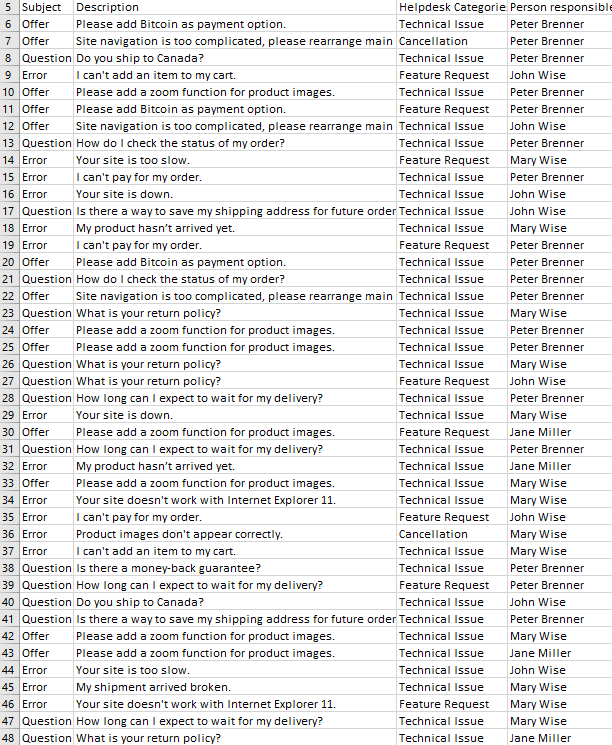 5 Subject Description Helpdesk Categorie Person responsible
6 Offer Please add Bitcoin as payment option. Technical Issue Peter Brenner
7 Offer Site navigation is too complicated, please rearrange main Cancellation Peter Brenner
8 Question Do you ship to Canada? Technical Issue Peter Brenner
9 Error I can't add an item to my cart. Feature Request John Wise
10 Offer Please add a zoom function for product images. Technical Issue Peter Brenner
11 Offer Please add Bitcoin as payment option. Feature Request Peter Brenner
12 Offer Site navigation is too complicated, please rearrange main Technical Issue John Wise
13 Question How do I check the status of my order? Technical Issue Peter Brenner
14 Error Your site is too slow. Feature Request Mary Wise
15 Error I can't pay for my order. Technical Issue Peter Brenner
16 Error Your site is down. Technical Issue John Wise
17 Question Is there a way to save my shipping address for future order Technical Issue John Wise
18 Error My product hasn’t arrived yet. Technical Issue Mary Wise
19 Error I can't pay for my order. Feature Request Peter Brenner
20 Offer Please add Bitcoin as payment option. Technical Issue Peter Brenner
21 Question How do I check the status of my order? Technical Issue Peter Brenner
22 Offer Site navigation is too complicated, please rearrange main Technical Issue Peter Brenner
23 Question What is your return policy? Technical Issue Mary Wise
24 Offer Please add a zoom function for product images. Technical Issue Peter Brenner
25 Offer Please add a zoom function for product images. Technical Issue Peter Brenner
26 Question What is your return policy? Technical Issue Mary Wise
27 Question What is your return policy? Feature Request John Wise
28 Question How long can I expect to wait for my delivery? Technical Issue Peter Brenner
29 Error Your site is down. Technical Issue Mary Wise
30 Offer Please add a zoom function for product images. Feature Request Jane Miller
31 Question How long can I expect to wait for my delivery? Technical Issue Peter Brenner
32 Error My product hasn’t arrived yet. Technical Issue Jane Miller
33 Offer Please add a zoom function for product images. Technical Issue Mary Wise
34 Error Your site doesn't work with Internet Explorer 11. Technical Issue Mary Wise
35 Error I can't pay for my order. Feature Request John Wise
36 Error Product images don't appear correctly. Cancellation Mary Wise
37 Error I can't add an item to my cart. Technical Issue Mary Wise
38 Question Is there a money-back guarantee? Technical Issue Peter Brenner
39 Question How long can I expect to wait for my delivery? Feature Request Peter Brenner
40 Question Do you ship to Canada? Technical Issue John Wise
41 Question Is there a way to save my shipping address for future order Technical Issue Peter Brenner
42 Offer Please add a zoom function for product images. Technical Issue Mary Wise
43 Offer Please add a zoom function for product images. Technical Issue Jane Miller
44 Error Your site is too slow. Technical Issue John Wise
45 Error My shipment arrived broken. Technical Issue Mary Wise
46 Error Your site doesn't work with Internet Explorer 11. Feature Request Mary Wise
47 Question How long can I expect to wait for my delivery? Technical Issue Mary Wise
48 Question What is your return policy? Technical Issue Jane Miller